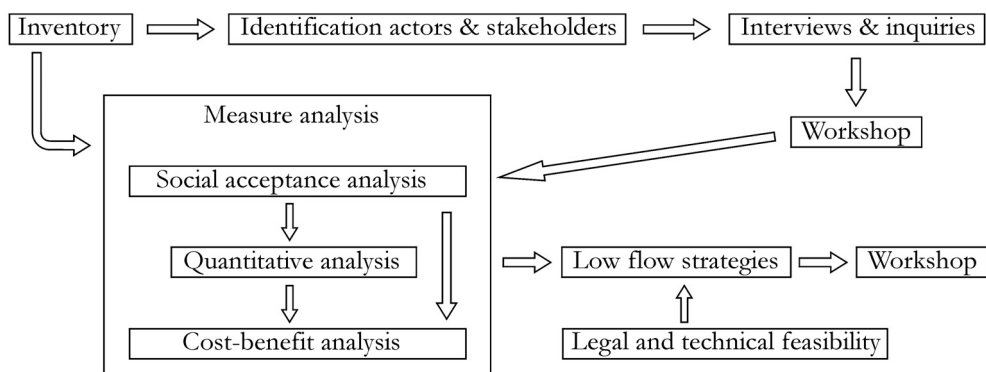 Inventory
Identification actors & stakeholders
Interviews & inquiries
Measure analysis
Workshop
Social acceptance analysis
Quantitative analysis
Low flow strategies
Workshop
Cost-benefit analysis
Legal and technical feasibility